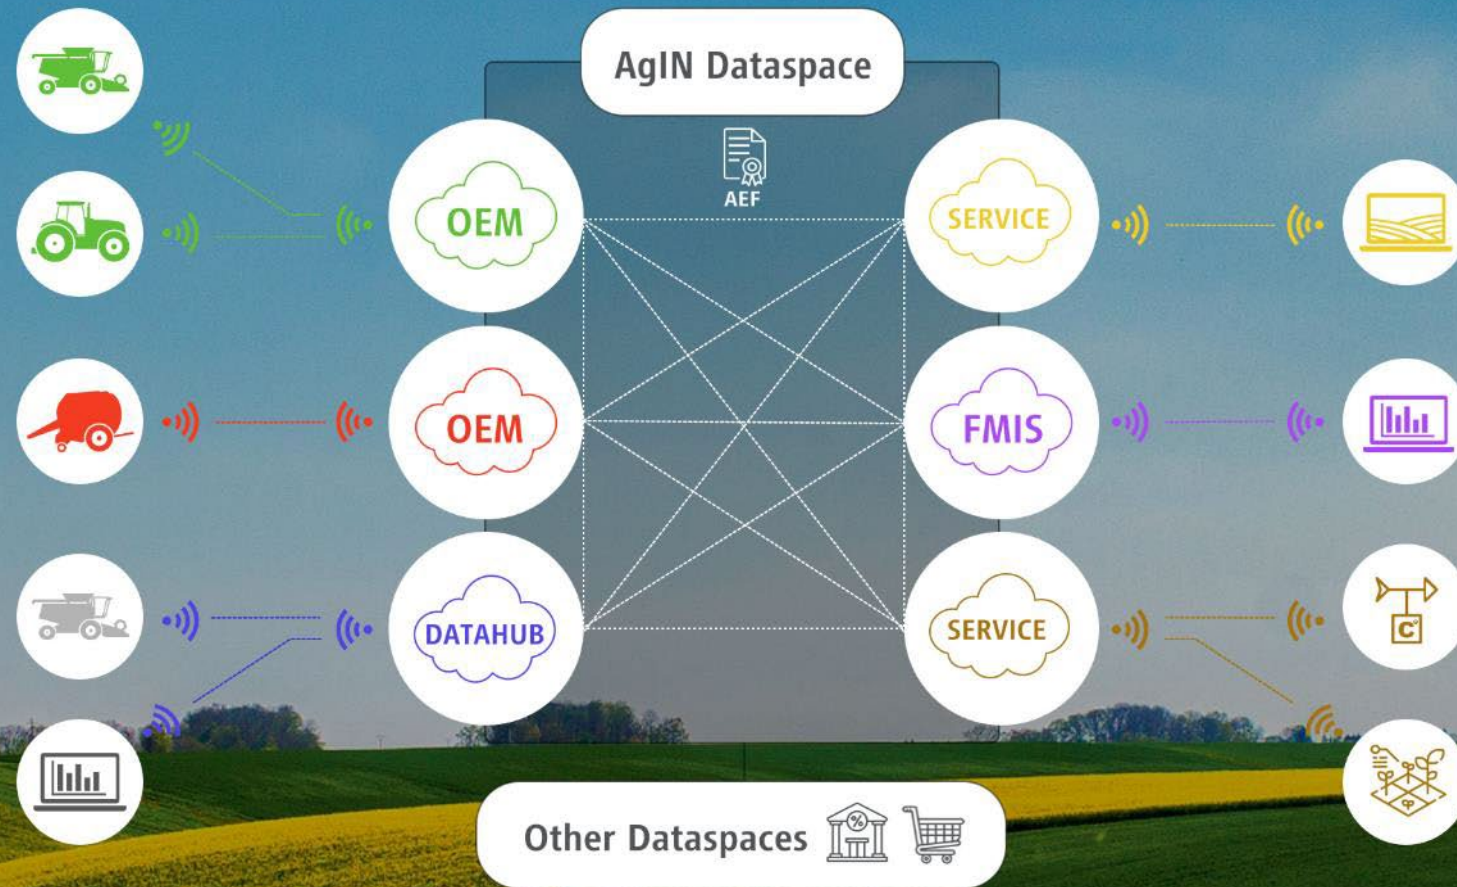 AgIN Dataspace
AEF
OEM
SERVICE
OEM
FMIS
DATAHUB
SERVICE
C
Other Dataspaces
%